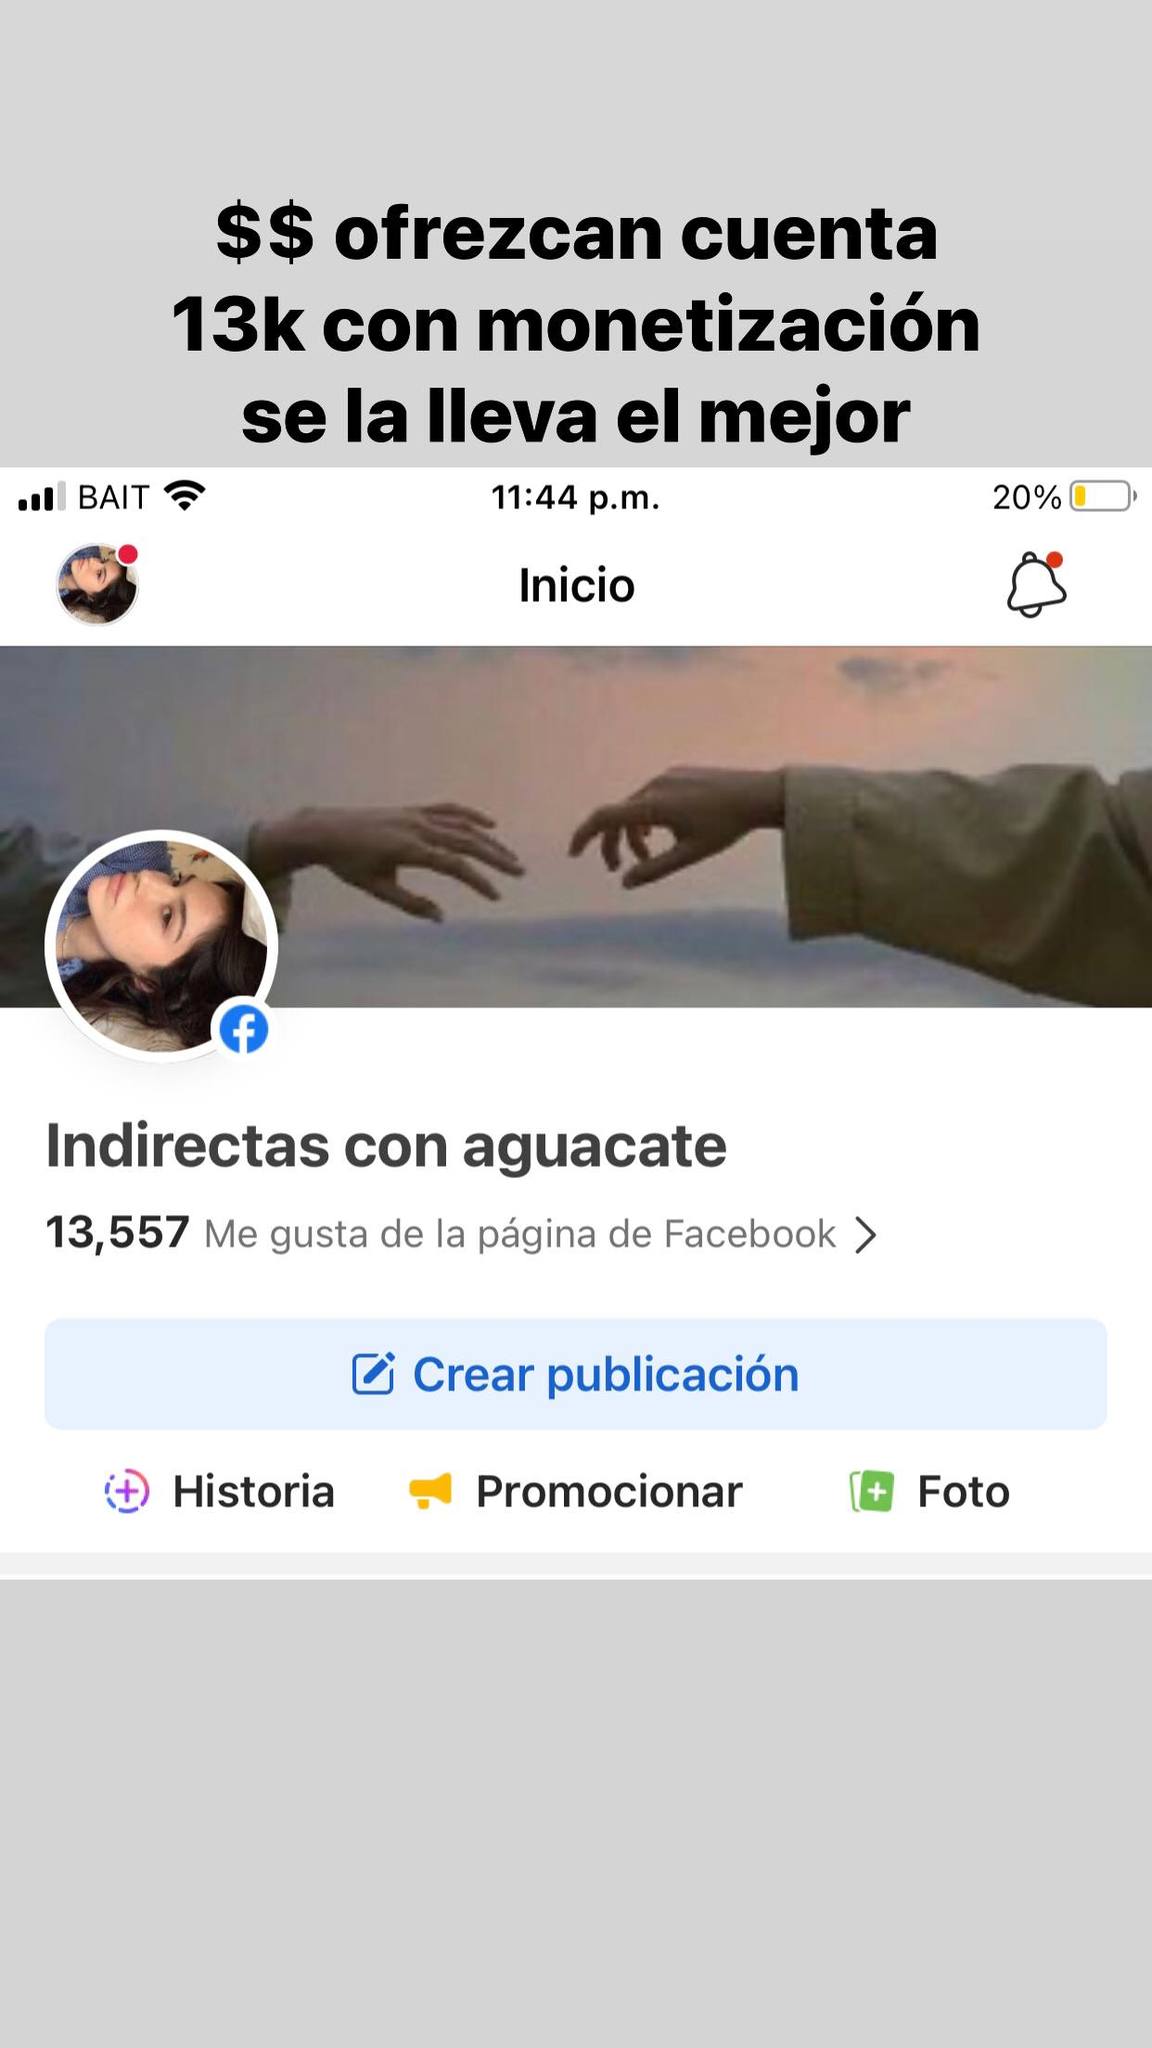 $$ ofrezcan cuenta
13k con monetización
se la lleva el mejor
BAIT 11:44 p.m. 20%
Inicio
Indirectas con aguacate
13,557 Me gusta de la página de Facebook
Crear publicación
Historia Promocionar Foto